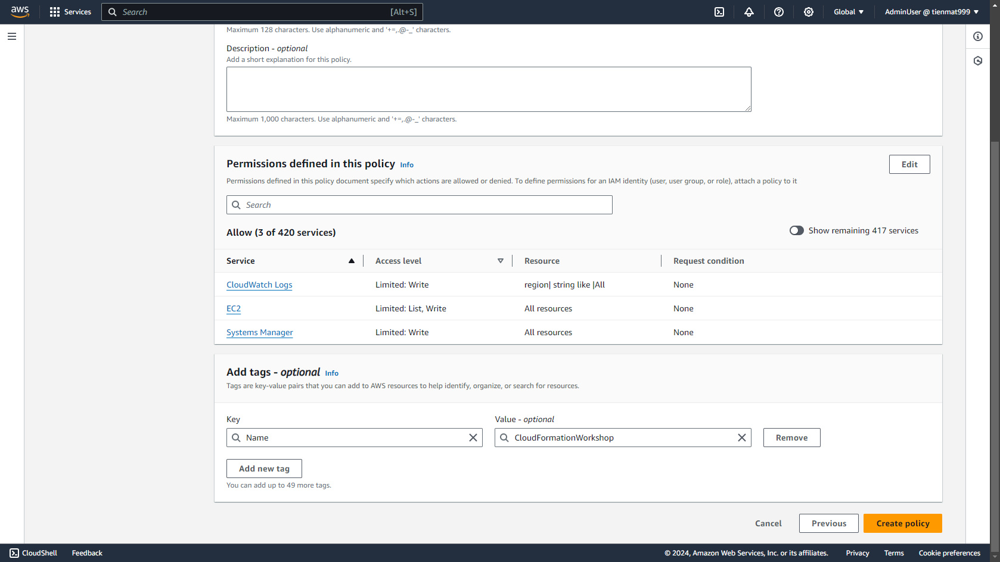 aws Services Search [Alt+S] Global AdminUser @ tienmat999
Maximum 128 characters. Use alphanumeric and '+=,.@-_' characters.
Description - optional
Add a short explanation for this policy.
Maximum 1,000 characters. Use alphanumeric and '+=,.@-_' characters.
Permissions defined in this policy Info
Edit
Permissions defined in this policy document specify which actions are allowed or denied. To define permissions for an IAM identity (user, user group, or role), attach a policy to it
Search
Allow (3 of 420 services)
Show remaining 417 services
Service Access level Resource Request condition
CloudWatch Logs Limited: Write region| string like |All None
EC2 Limited: List, Write All resources None
Systems Manager Limited: Write All resources None
Add tags - optional Info
Tags are key-value pairs that you can add to AWS resources to help identify, organize, or search for resources.
Key Value - optional
Name CloudFormationWorkshop Remove
Add new tag
You can add up to 49 more tags.
Cancel Previous Create policy
CloudShell Feedback © 2024, Amazon Web Services, Inc. or its affiliates. Privacy Terms Cookie preferences